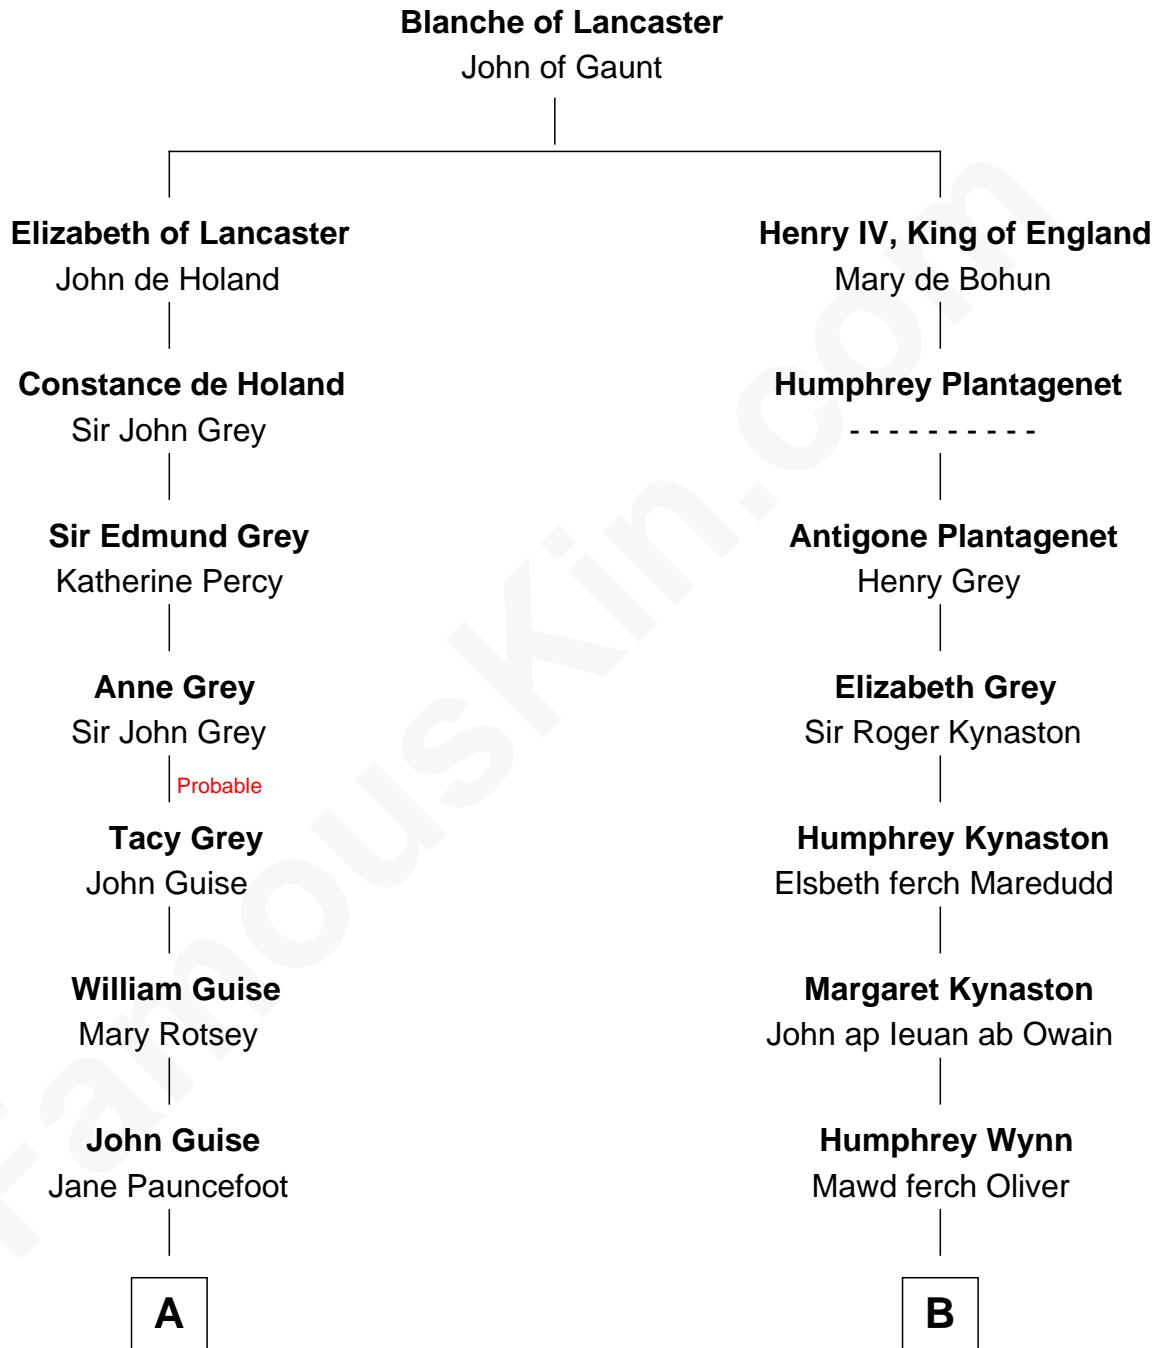 Blanche of Lancaster
John of Gaunt
Elizabeth of Lancaster
John de Holand
Henry IV, King of England
Mary de Bohun
Constance de Holand
Sir John Grey
Humphrey Plantagenet
- - - - - - - - - -
Sir Edmund Grey
Katherine Percy
Antigone Plantagenet
Henry Grey
Anne Grey
Sir John Grey
Elizabeth Grey
Sir Roger Kynaston
Probable
Tacy Grey
John Guise
Humphrey Kynaston
Elsbeth ferch Maredudd
William Guise
Mary Rotsey
Margaret Kynaston
John ap Ieuan ab Owain
John Guise
Jane Pauncefoot
Humphrey Wynn
Mawd ferch Oliver
A
B
FamousKin.com